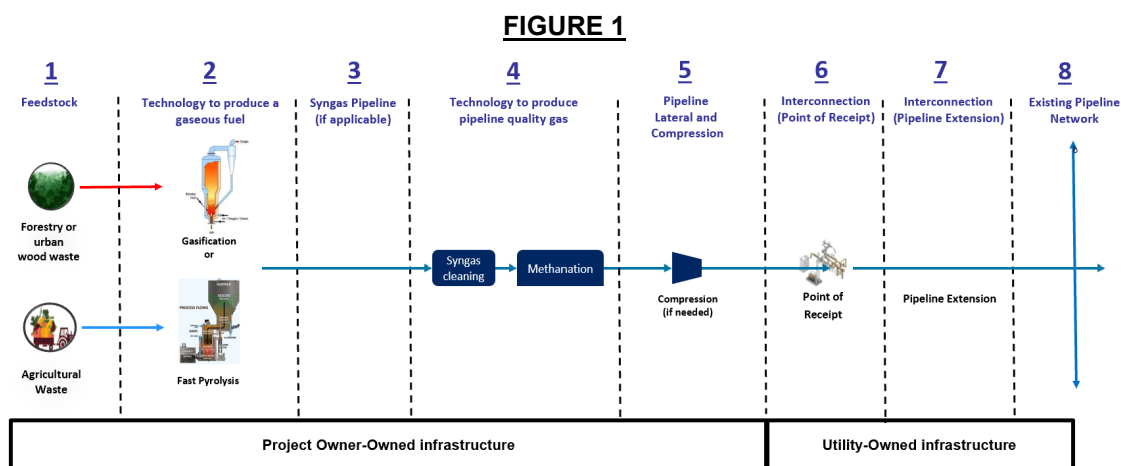 FIGURE 1
1
Feedstock
2
Technology to produce a
gaseous fuel
3
Syngas Pipeline
(if applicable)
4
Technology to produce
pipeline quality gas
5
Pipeline
Lateral and
Compression
6
Interconnection
(Point of Receipt)
7
Interconnection
(Pipeline Extension)
8
Existing Pipeline
Network
Forestry or
urban
wood waste
Gasification
or
Syngas
cleaning
Methanation
Compression
(if needed)
Point of
Receipt
Pipeline Extension
Agricultural
Waste
HOPPER
PROCESS FLOWS
Fast Pyrolysis
Project Owner-Owned infrastructure
Utility-Owned infrastructure